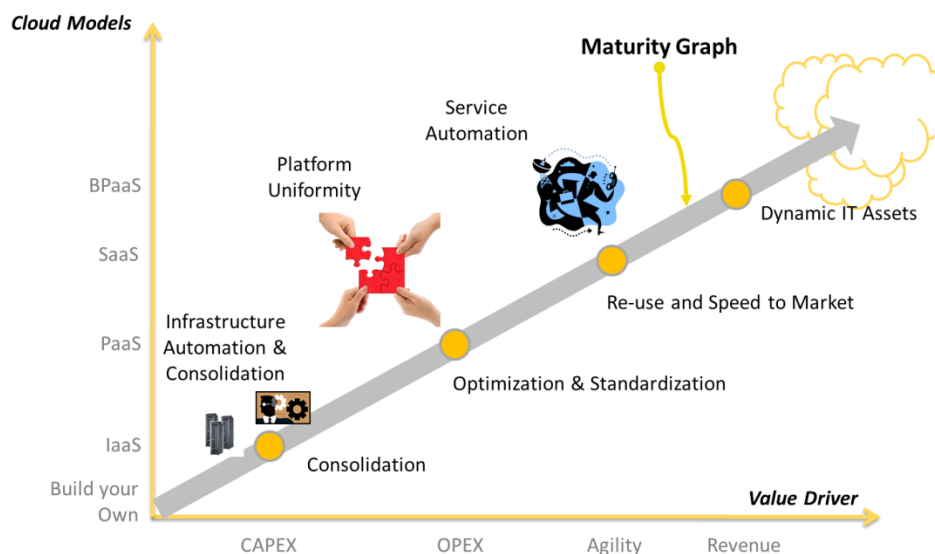 Cloud Models
Maturity Graph
Service
Automation
Platform
Uniformity
BPaaS
Dynamic IT Assets
SaaS
Re-use and Speed to Market
Infrastructure
Automation &
Consolidation
PaaS
Optimization & Standardization
IaaS
Consolidation
Build your
Own
Value Driver
CAPEX
OPEX
Agility
Revenue